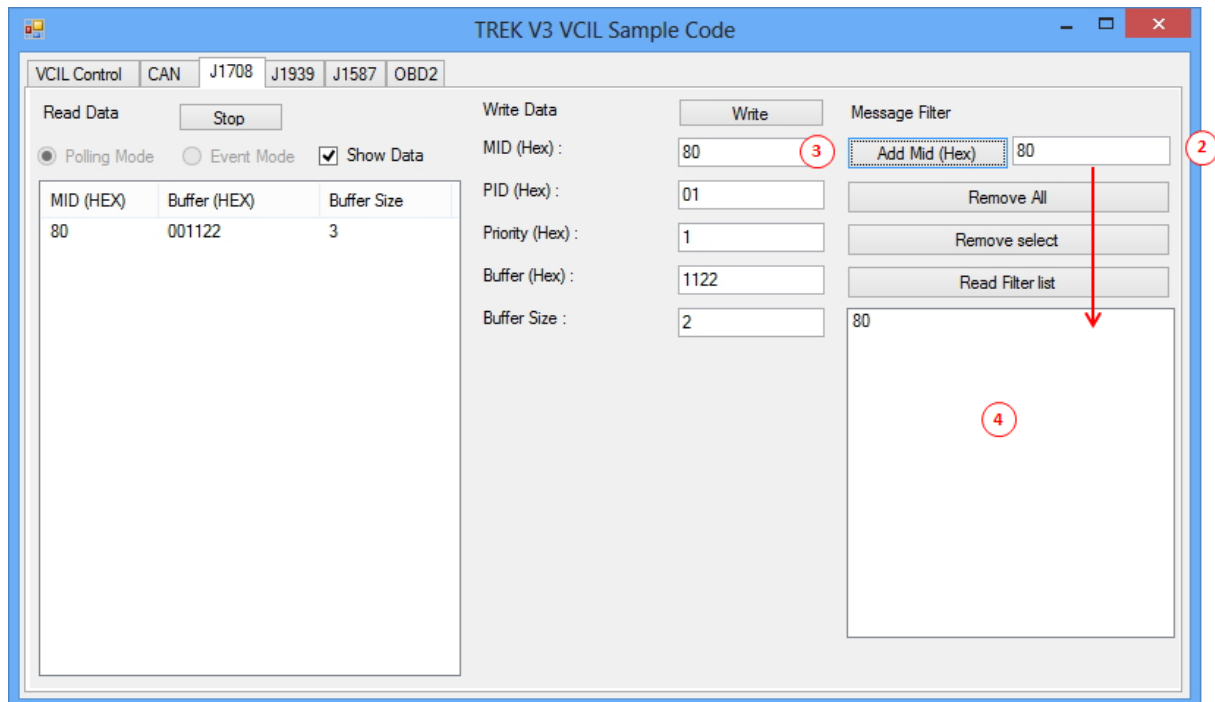 TREK V3 VCIL Sample Code
VCIL Control CAN J1708 J1939 J1587 OBD2
Read Data Stop
Polling Mode Event Mode Show Data
MID (HEX) Buffer (HEX) Buffer Size
80 001122 3
Write Data Write
MID (Hex) : 80 3
PID (Hex) : 01
Priority (Hex) : 1
Buffer (Hex) : 1122
Buffer Size : 2
Message Filter
Add Mid (Hex) 80 2
Remove All
Remove select
Read Filter list
80
4